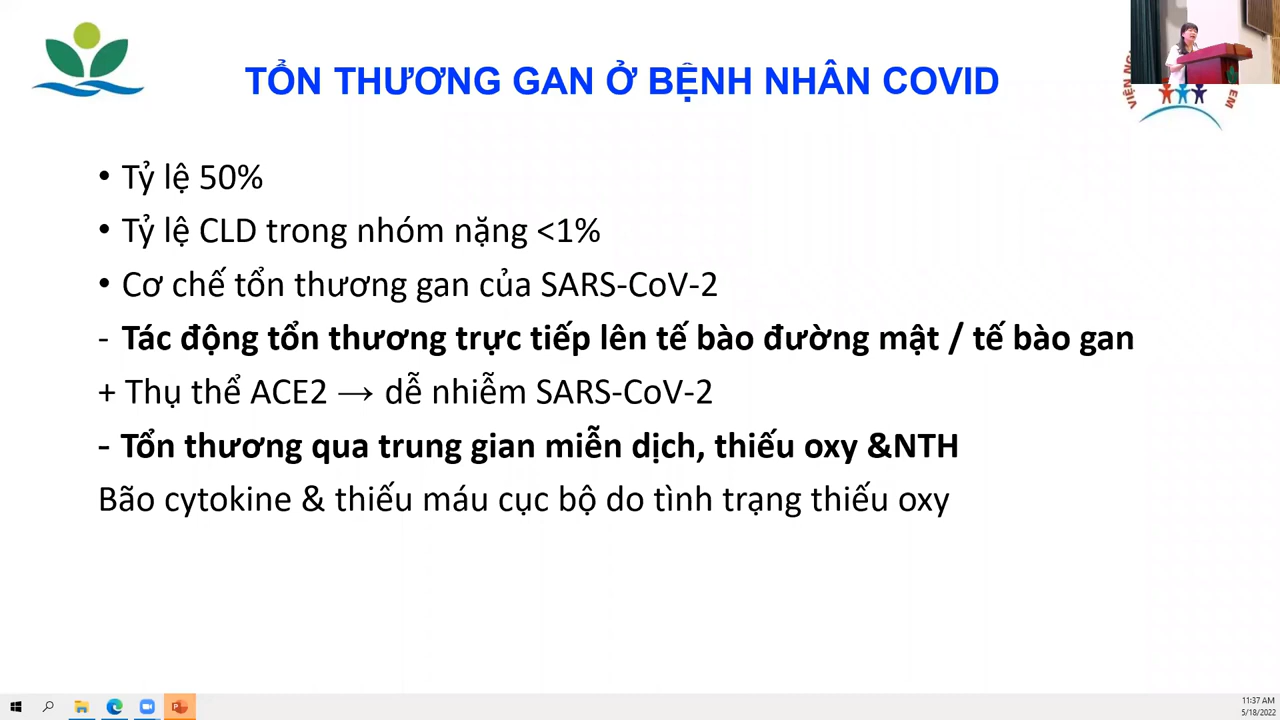 TỔN THƯƠNG GAN Ở BỆNH NHÂN COVID
• Tỷ lệ 50%
• Tỷ lệ CLD trong nhóm nặng <1%
• Cơ chế tổn thương gan của SARS-CoV-2
- Tác động tổn thương trực tiếp lên tế bào đường mật / tế bào gan
+ Thụ thể ACE2 → dễ nhiễm SARS-CoV-2
- Tổn thương qua trung gian miễn dịch, thiếu oxy &NTH
Bão cytokine & thiếu máu cục bộ do tình trạng thiếu oxy
VIỆN
EM
11:37 AM
5/18/2022